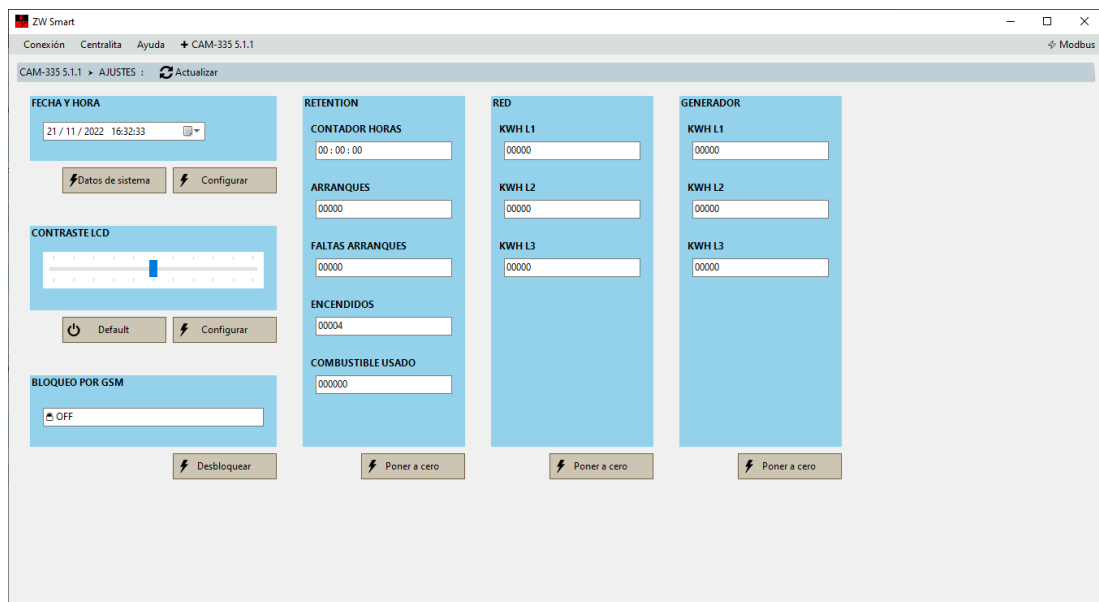 ZW Smart
Conexión Centralita Ayuda + CAM-335 5.1.1 Modbus
CAM-335 5.1.1 > AJUSTES : Actualizar
FECHA Y HORA
21 / 11 / 2022 16:32:33
Datos de sistema Configurar
CONTRASTE LCD
Default Configurar
BLOQUEO POR GSM
OFF
Desbloquear
RETENTION
CONTADOR HORAS
00 : 00 : 00
ARRANQUES
00000
FALTAS ARRANQUES
00000
ENCENDIDOS
00004
COMBUSTIBLE USADO
000000
Poner a cero
RED
KWH L1
00000
KWH L2
00000
KWH L3
00000
Poner a cero
GENERADOR
KWH L1
00000
KWH L2
00000
KWH L3
00000
Poner a cero